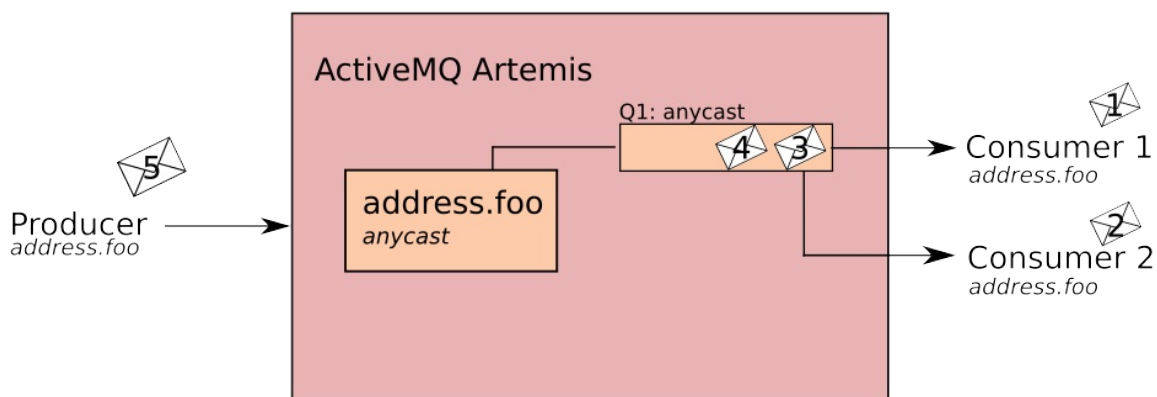 ActiveMQ Artemis
Q1: anycast
4
3
1
Consumer 1
address.foo
5
Producer
address.foo
address.foo
anycast
2
Consumer 2
address.foo